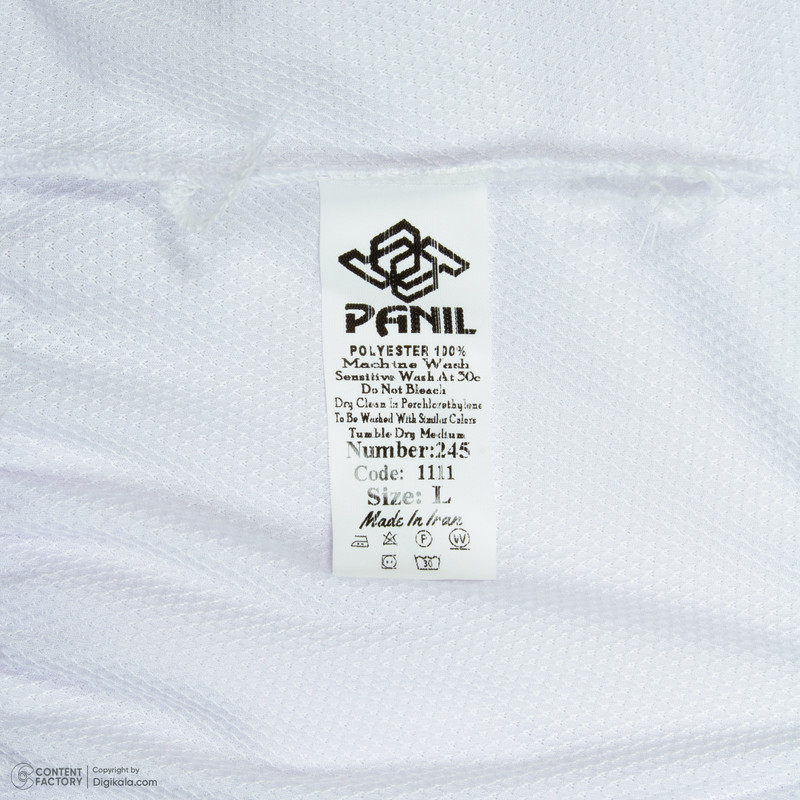 PANIL
POLYESTER 100%
Machine Wash
Sensitive Wash At 30c
Do Not Bleach
Dry Clean In Perchlorethylene
To Be Washed With Similar Colors
Tumble Dry Medium
Number:245
Code: 1111
Size: L
Made In Iran
P W
30
CONTENT FACTORY
Copyright by
Digikala.com